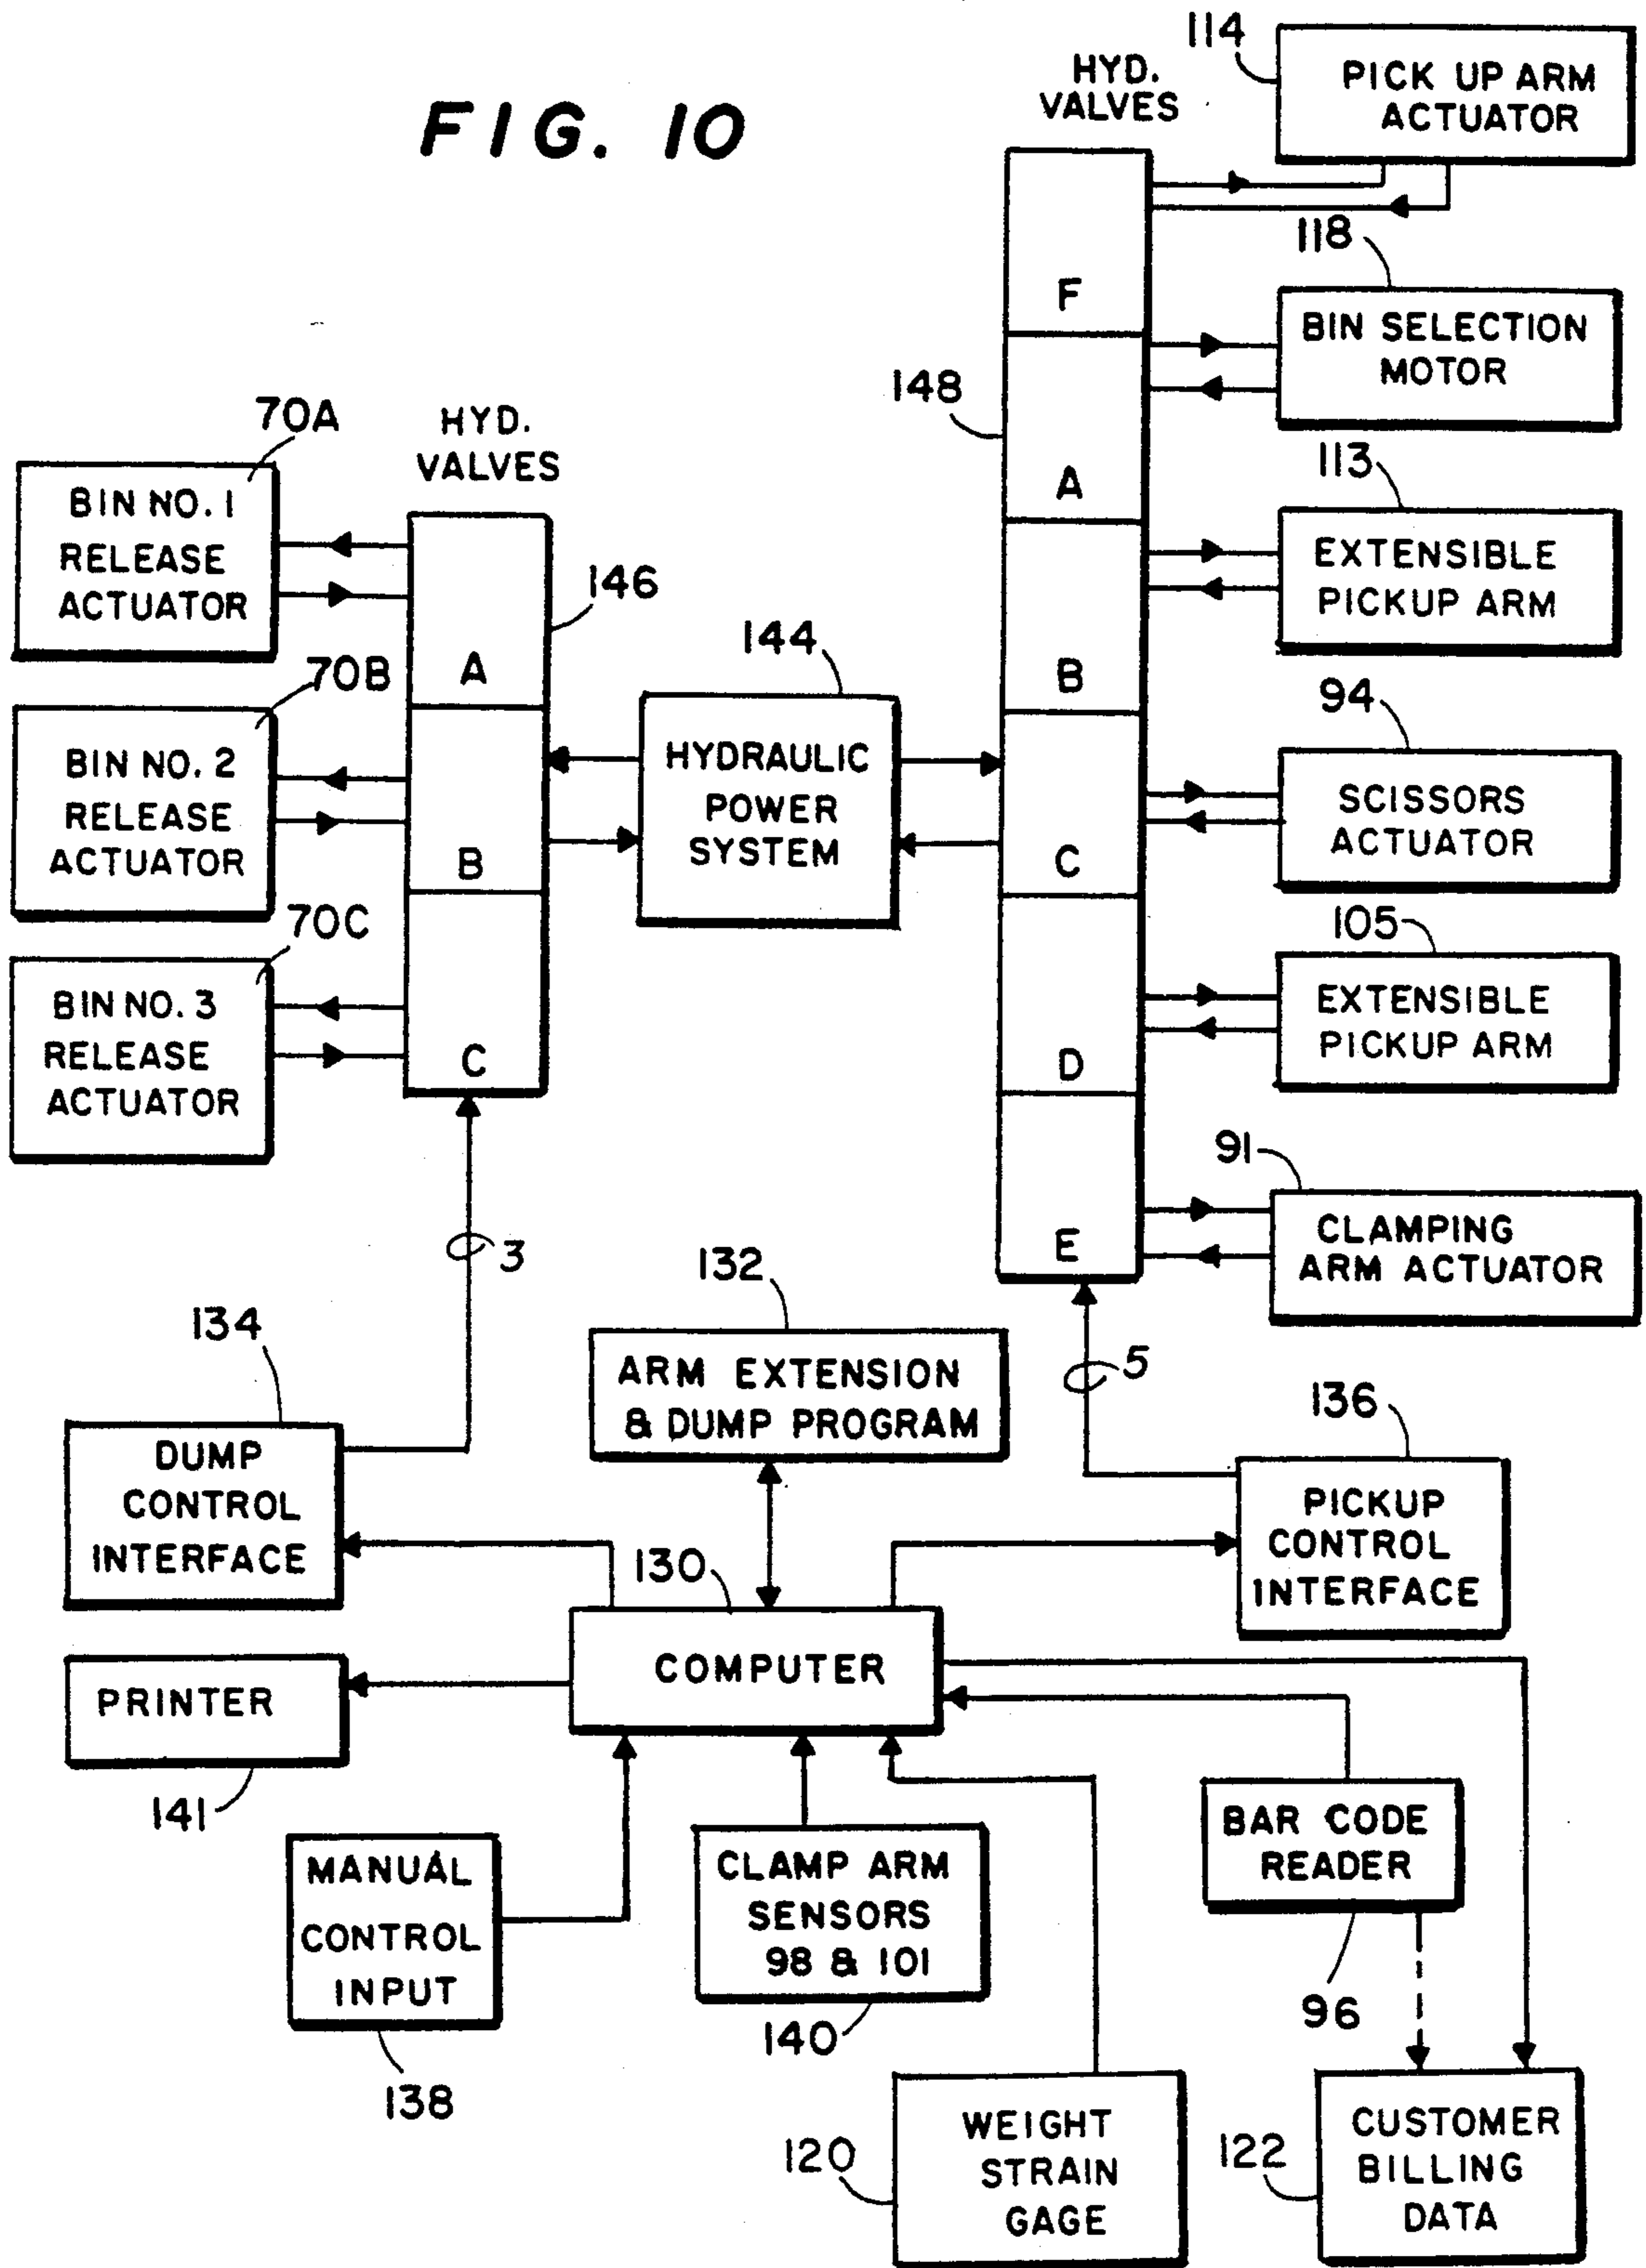 FIG. 10
HYD.
VALVES
114
PICK UP ARM
ACTUATOR
F
118
BIN SELECTION
MOTOR
148
A
113
EXTENSIBLE
PICKUP ARM
B
94
SCISSORS
ACTUATOR
C
105
EXTENSIBLE
PICKUP ARM
D
91
CLAMPING
ARM ACTUATOR
E
HYD.
VALVES
70A
BIN NO. 1
RELEASE
ACTUATOR
146
A
70B
BIN NO. 2
RELEASE
ACTUATOR
B
70C
BIN NO. 3
RELEASE
ACTUATOR
C
144
HYDRAULIC
POWER
SYSTEM
3
5
134
DUMP
CONTROL
INTERFACE
132
ARM EXTENSION
& DUMP PROGRAM
136
PICKUP
CONTROL
INTERFACE
130
COMPUTER
PRINTER
141
MANUAL
CONTROL
INPUT
138
CLAMP ARM
SENSORS
98 & 101
140
BAR CODE
READER
96
120
WEIGHT
STRAIN
GAGE
122
CUSTOMER
BILLING
DATA